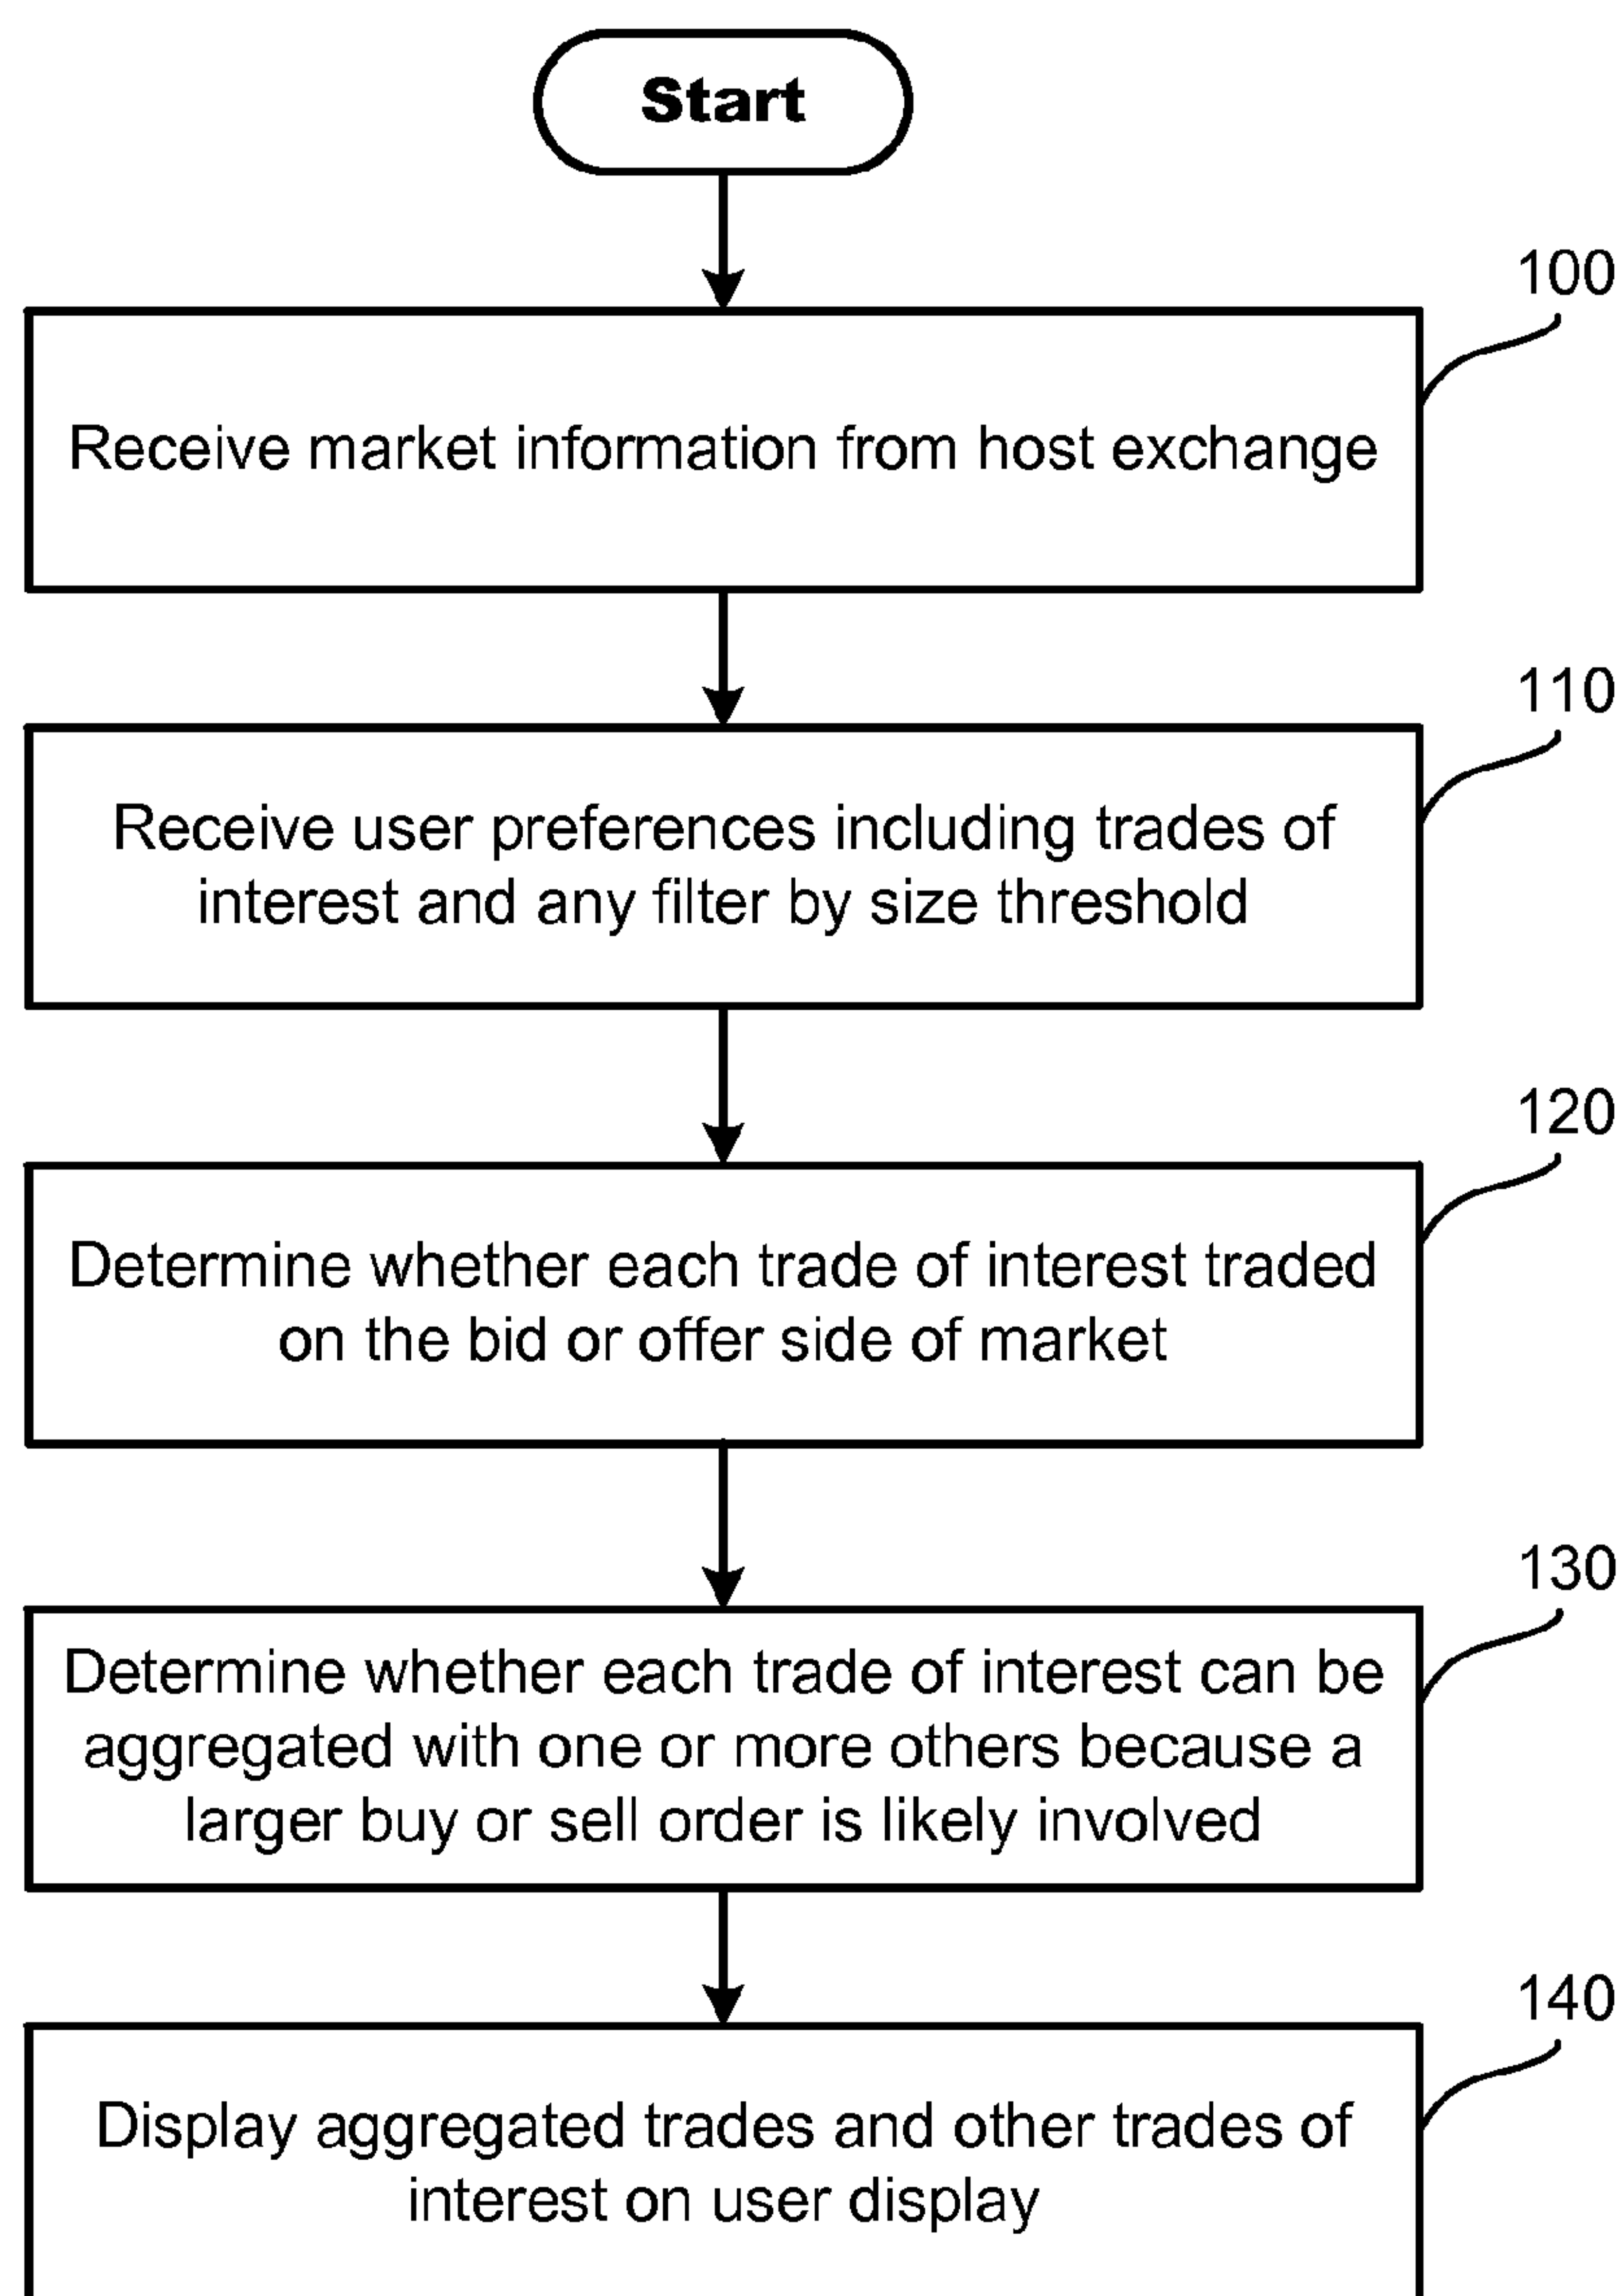 Start
100
Receive market information from host exchange
110
Receive user preferences including trades of
interest and any filter by size threshold
120
Determine whether each trade of interest traded
on the bid or offer side of market
130
Determine whether each trade of interest can be
aggregated with one or more others because a
larger buy or sell order is likely involved
140
Display aggregated trades and other trades of
interest on user display